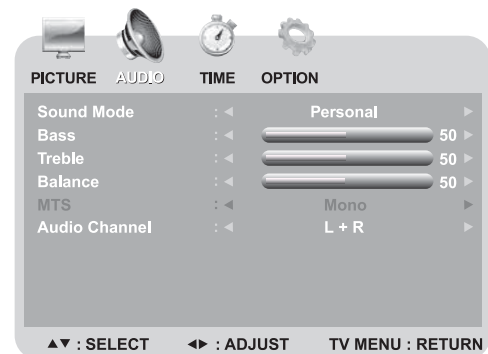 PICTURE AUDIO TIME OPTION
Sound Mode : ◄ Personal ►
Bass : ◄ 50 ►
Treble : ◄ 50 ►
Balance : ◄ 50 ►
MTS : ◄ Mono ►
Audio Channel : ◄ L + R ►
▲▼ : SELECT ◄► : ADJUST TV MENU : RETURN